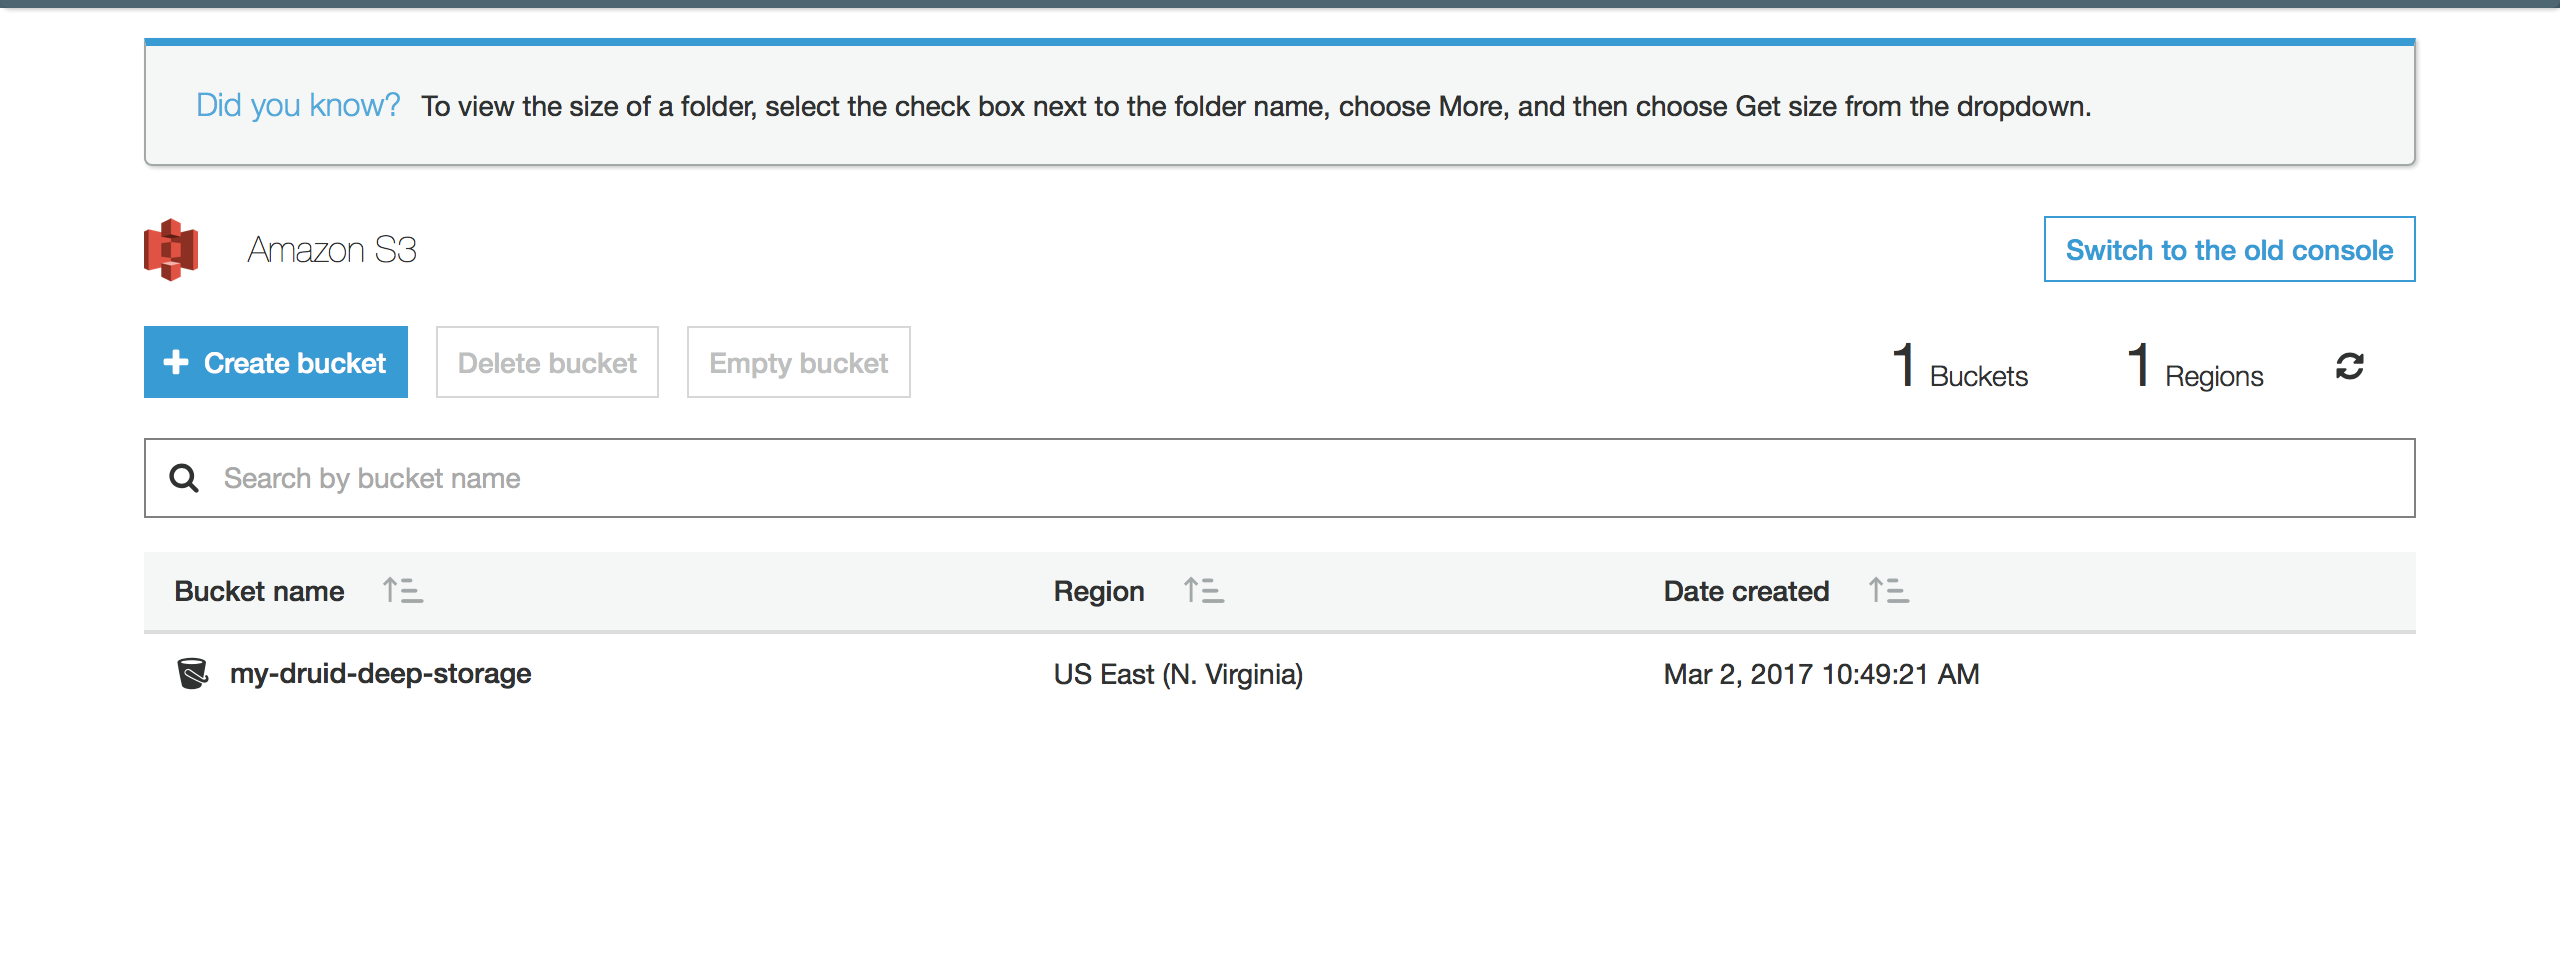 Did you know? To view the size of a folder, select the check box next to the folder name, choose More, and then choose Get size from the dropdown.
Amazon S3
Switch to the old console
Create bucket
Delete bucket
Empty bucket
1 Buckets
1 Regions
Search by bucket name
Bucket name Region Date created
my-druid-deep-storage US East (N. Virginia) Mar 2, 2017 10:49:21 AM